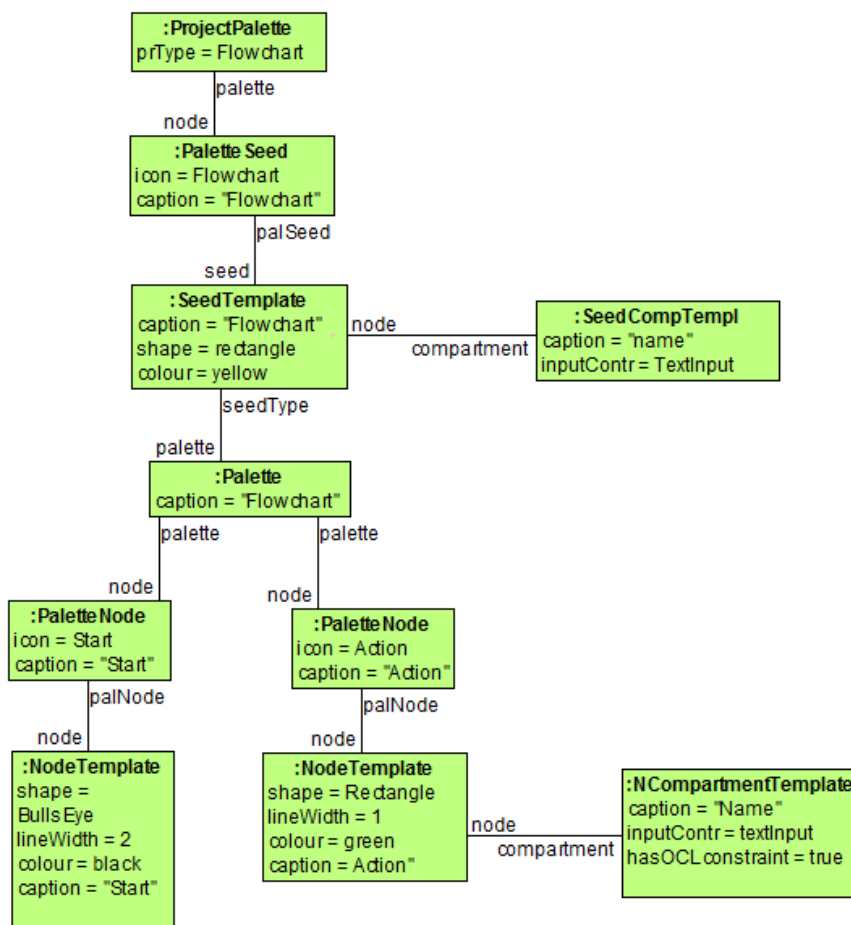 :ProjectPalette
prType = Flowchart
palette
node
:PaletteSeed
icon = Flowchart
caption = "Flowchart"
palSeed
seed
:SeedTemplate
caption = "Flowchart"
shape = rectangle
colour = yellow
node
compartment
:SeedCompTempl
caption = "name"
inputContr = TextInput
seedType
palette
:Palette
caption = "Flowchart"
palette
palette
node
node
:PaletteNode
icon = Start
caption = "Start"
:PaletteNode
icon = Action
caption = "Action"
palNode
palNode
node
node
:NodeTemplate
shape =
BullsEye
lineWidth = 2
colour = black
caption = "Start"
:NodeTemplate
shape = Rectangle
lineWidth = 1
colour = green
caption = Action"
node
compartment
:NCompartmentTemplate
caption = "Name"
inputContr = textInput
hasOCLconstraint = true